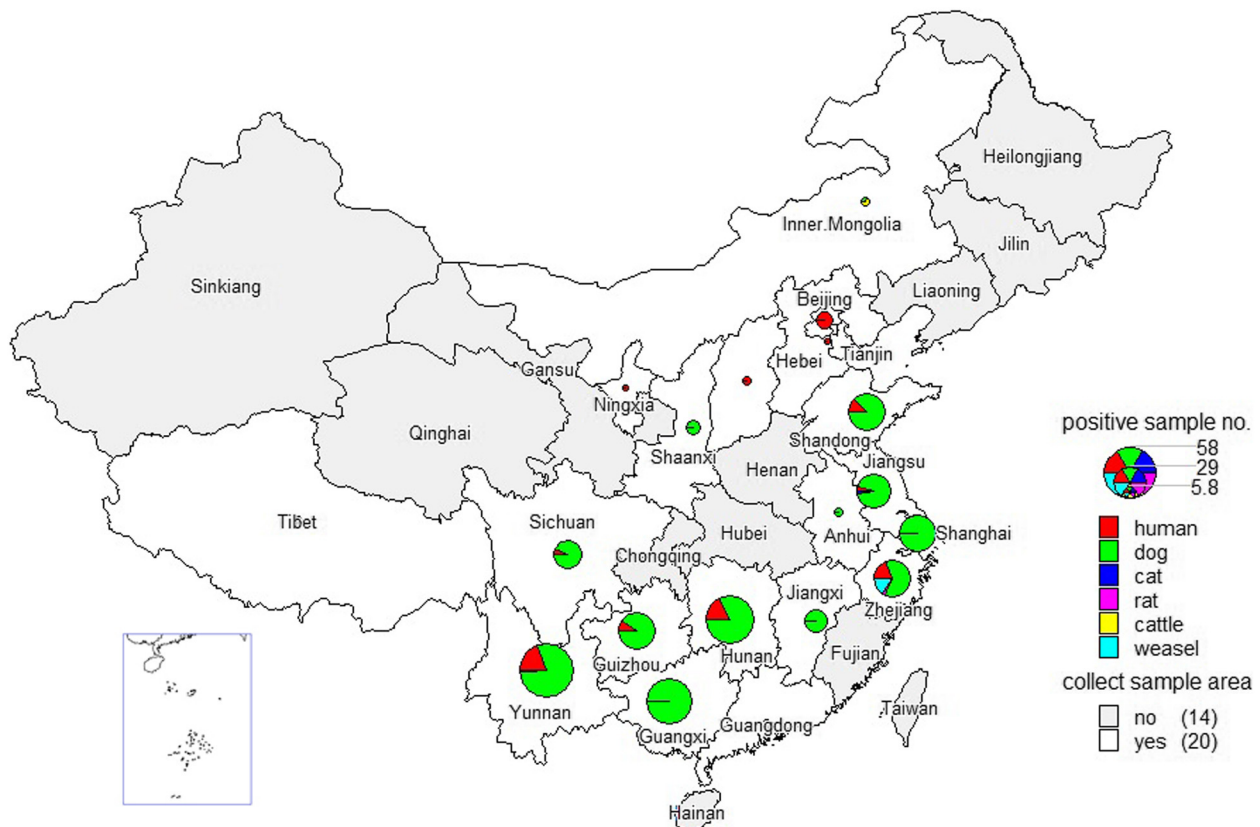 Heilongjiang
Inner.Mongolia
Jilin
Sinkiang
Liaoning
Beijing
Gansu
Hebei
Tianjin
Ningxia
Qinghai
Shandong
Shaanxi
Henan
Jiangsu
Tibet
Sichuan
Hubei
Anhui
Shanghai
Chongqing
Jiangxi
Zhejiang
Guizhou
Hunan
Fujian
Yunnan
Guangxi
Guangdong
Taiwan
Hainan
positive sample no.
58
29
5.8
human
dog
cat
rat
cattle
weasel
collect sample area
no (14)
yes (20)